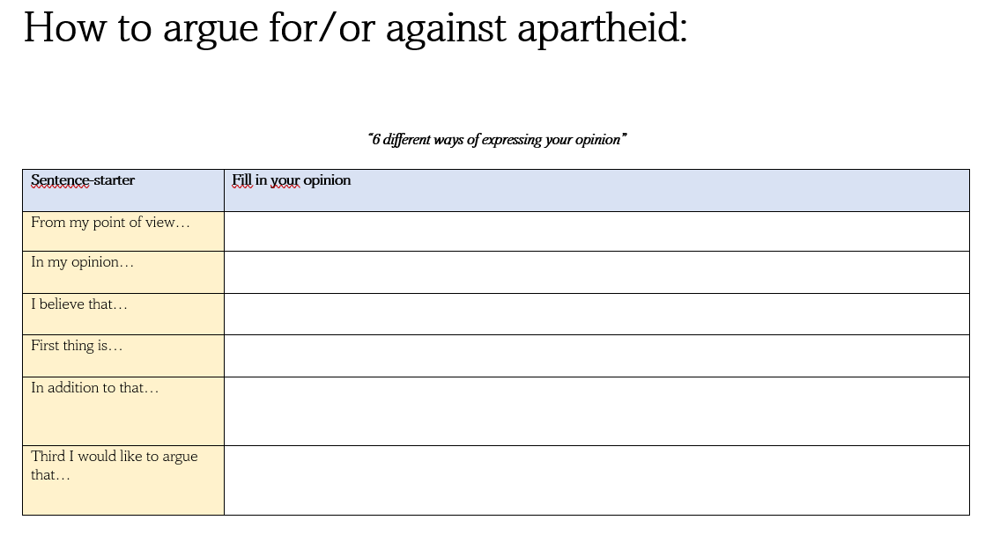 How to argue for/or against apartheid:
“6 different ways of expressing your opinion”
Sentence-starter
Fill in your opinion
From my point of view…
In my opinion…
I believe that…
First thing is…
In addition to that…
Third I would like to argue
that…